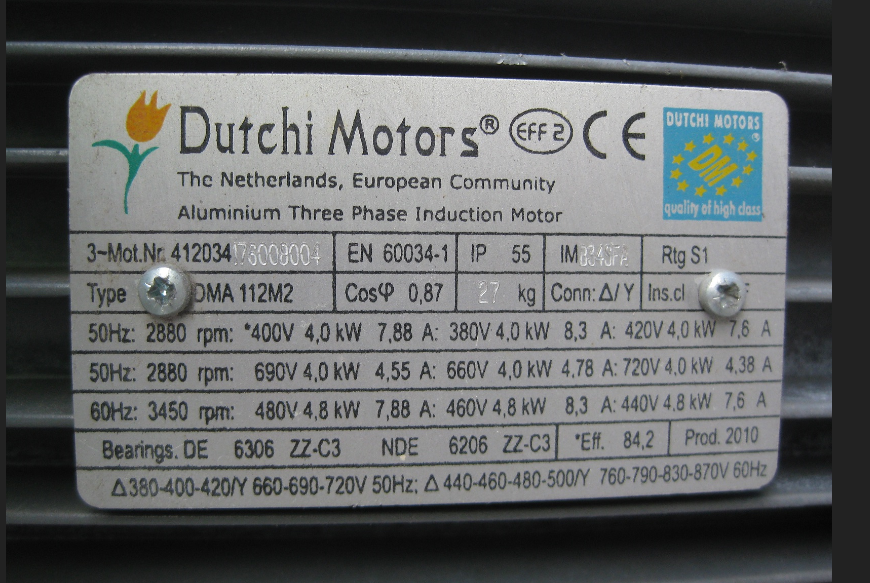 Dutchi Motors® EFF 2 CE
DUTCHI MOTORS ®
DM
quality of high class
The Netherlands, European Community
Aluminium Three Phase Induction Motor
3~Mot.Nr. 412034 EN 60034-1 IP 55 IM Rtg S1
Type DMA 112M2 CosΦ 0,87 27 kg Conn: Δ/Y Ins.cl F
50Hz: 2880 rpm: *400V 4,0 kW 7,88 A: 380V 4,0 kW 8,3 A: 420V 4,0 kW 7,6 A
50Hz: 2880 rpm: 690V 4,0 kW 4,55 A: 660V 4,0 kW 4,78 A: 720V 4,0 kW 4,38 A
60Hz: 3450 rpm: 480V 4,8 kW 7,88 A: 460V 4,8 kW 8,3 A: 440V 4,8 kW 7,6 A
Bearings. DE 6306 ZZ-C3 NDE 6206 ZZ-C3 *Eff. 84,2 Prod. 2010
Δ380-400-420/Y 660-690-720V 50Hz; Δ 440-460-480-500/Y 760-790-830-870V 60Hz